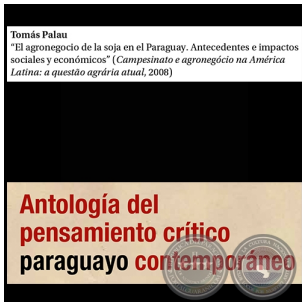 Tomás Palau
“El agronegocio de la soja en el Paraguay. Antecedentes e impactos
sociales y económicos” (Campesinato e agronegócio na América
Latina: a questão agrária atual, 2008)
Antología del
pensamiento crítico
paraguayo contemporáneo